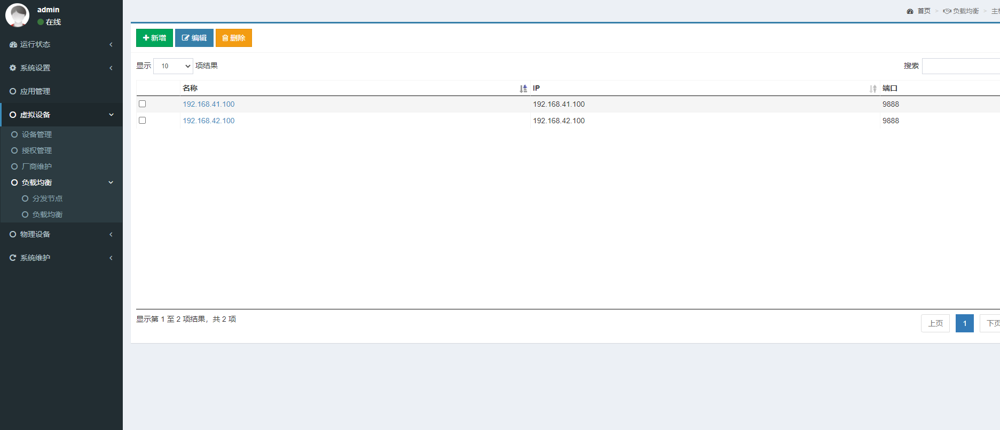 admin
在线
运行状态
系统设置
应用管理
虚拟设备
设备管理
授权管理
厂商维护
负载均衡
分发节点
负载均衡
物理设备
系统维护
首页 > 负载均衡 > 主
新增 编辑 删除
显示 10 项结果
搜索
名称 IP 端口
192.168.41.100 192.168.41.100 9888
192.168.42.100 192.168.42.100 9888
显示第 1 至 2 项结果，共 2 项
上页 1 下页